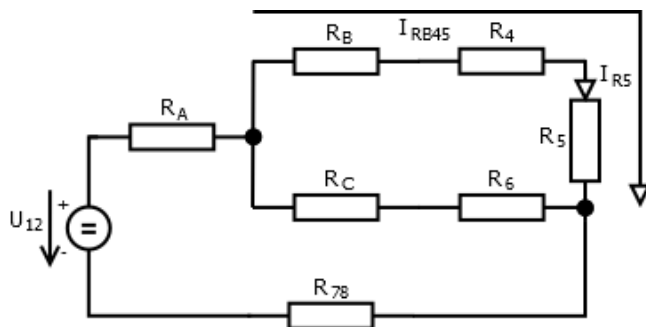 R_B I_RB45 R_4
I_R5
R_A
R_5
R_C R_6
U_12 + =
-
R_78